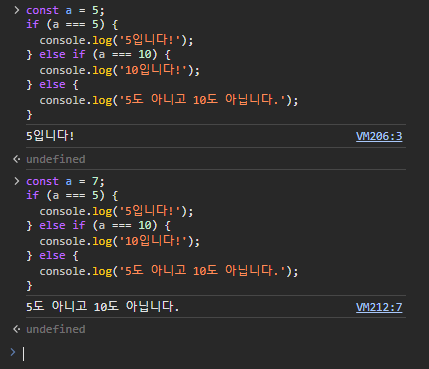 > const a = 5;
if (a === 5) {
  console.log('5입니다!');
} else if (a === 10) {
  console.log('10입니다!');
} else {
  console.log('5도 아니고 10도 아닙니다.');
}
5입니다! VM206:3
undefined
> const a = 7;
if (a === 5) {
  console.log('5입니다!');
} else if (a === 10) {
  console.log('10입니다!');
} else {
  console.log('5도 아니고 10도 아닙니다.');
}
5도 아니고 10도 아닙니다. VM212:7
undefined
>